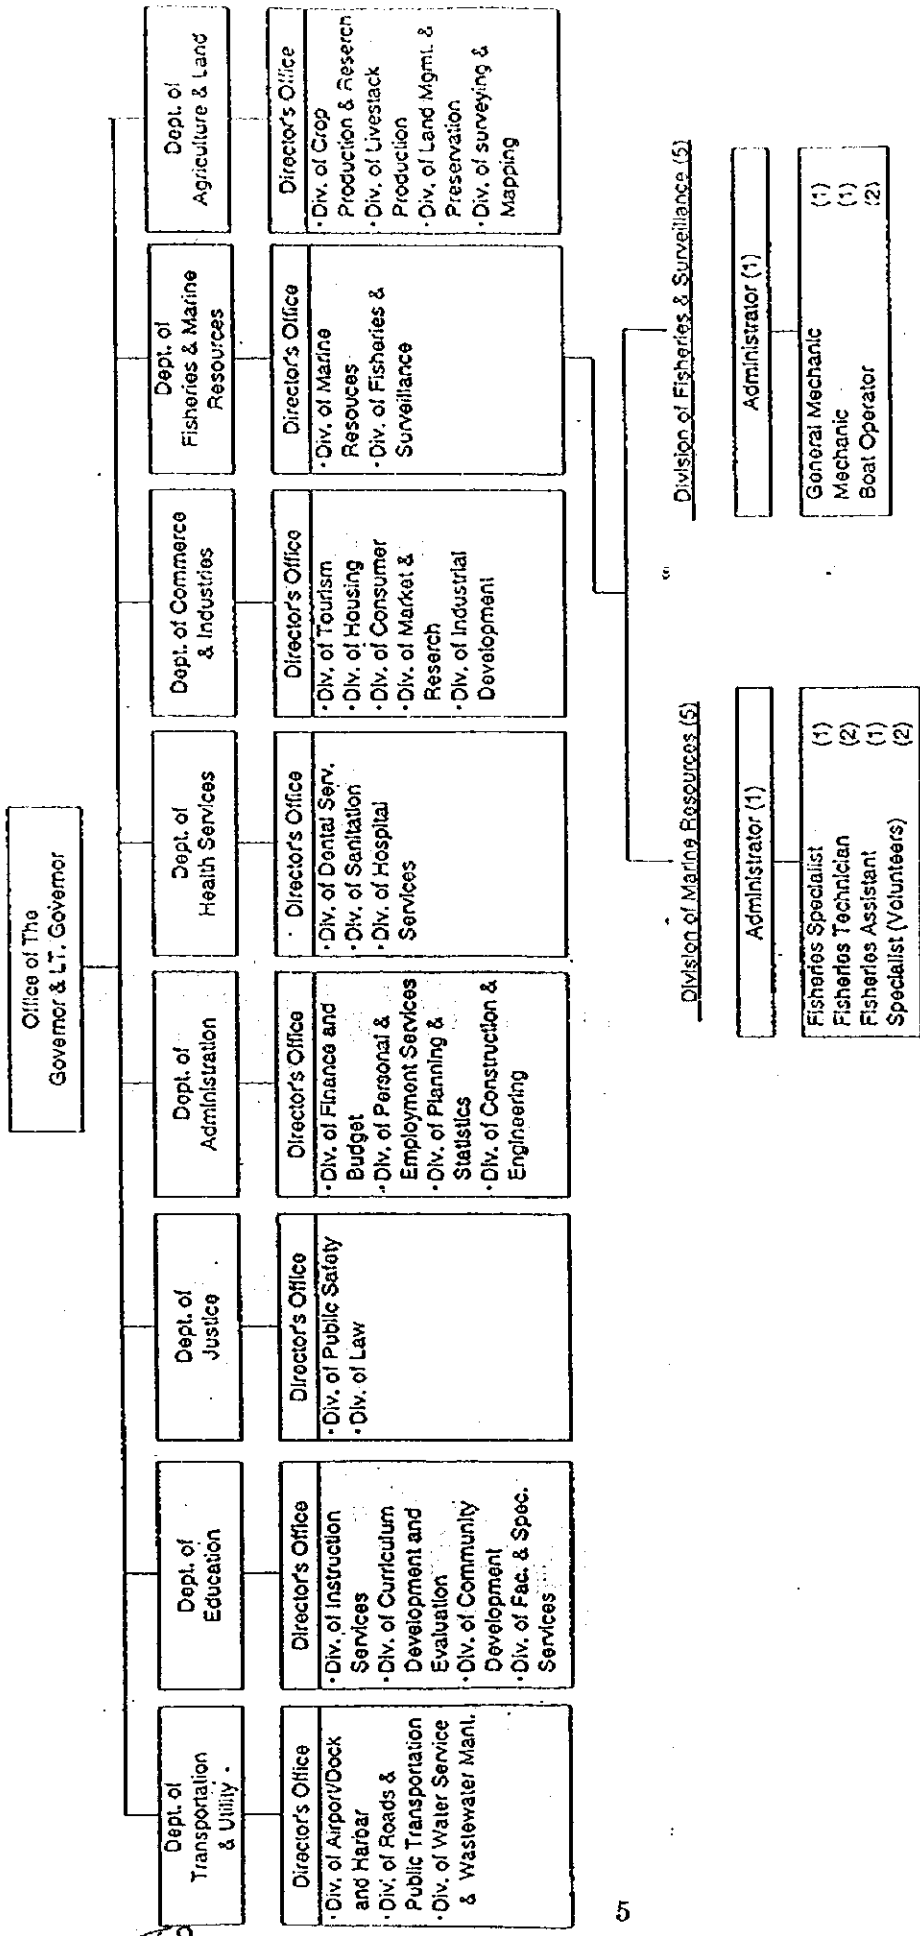 Office of The
Governor & LT. Governor
Dept. of
Transportation
& Utility
Director's Office
· Div. of Airport/Dock
and Harbar
· Div. of Roads &
Public Transportation
· Div. of Water Service
& Wastewater Mant.
Dept. of
Education
Director's Office
· Div. of Instruction
Services
· Div. of Curriculum
Development and
Evaluation
· Div. of Community
Development
· Div. of Fac. & Spec.
Services
Dept. of
Justice
Director's Office
· Div. of Public Safety
· Div. of Law
Dept. of
Administration
Director's Office
· Div. of Finance and
Budget
· Div. of Personal &
Employment Services
· Div. of Planning &
Statistics
· Div. of Construction &
Engineering
Dept. of
Health Services
Director's Office
· Div. of Dental Serv.
· Div. of Sanitation
· Div. of Hospital
Services
Dept. of Commerce
& Industries
Director's Office
· Div. of Tourism
· Div. of Housing
· Div. of Consumer
· Div. of Market &
Reserch
· Div. of Industrial
Development
Dept. of
Fisheries & Marine
Resources
Director's Office
· Div. of Marine
Resouces
· Div. of Fisheries &
Surveillance
Dept. of
Agriculture & Land
Director's Office
· Div. of Crop
Production & Reserch
· Div. of Livestack
Production
· Div. of Land Mgmt. &
Preservation
· Div. of surveying &
Mapping
Division of Marine Resources (5)
Administrator (1)
Fisheries Specialist (1)
Fisheries Technician (2)
Fisheries Assistant (1)
Specialist (Volunteers) (2)
Division of Fisheries & Surveillance (5)
Administrator (1)
General Mechanic (1)
Mechanic (1)
Boat Operator (2)
5